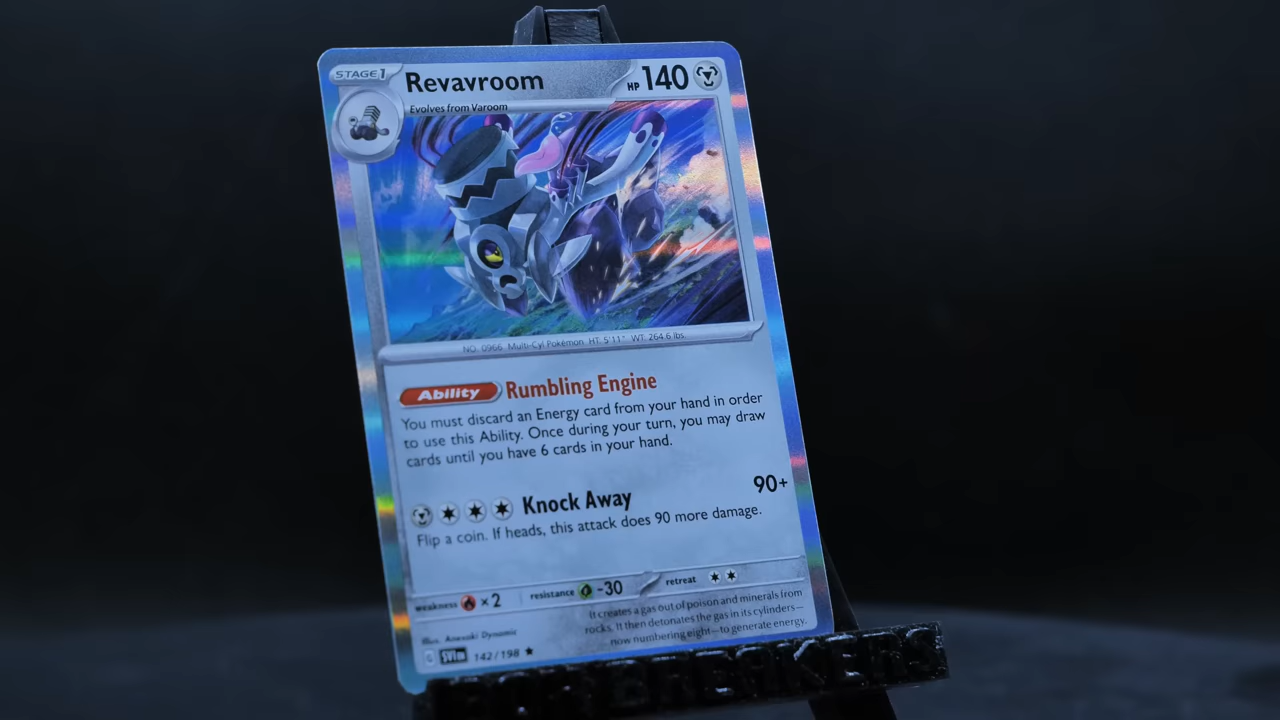 STAGE 1
Revavroom
HP 140
Evolves from Varoom
NO. 0966 Multi-Cyl Pokémon HT: 5'11" WT: 264.6 lbs.
Ability Rumbling Engine
You must discard an Energy card from your hand in order
to use this Ability. Once during your turn, you may draw
cards until you have 6 cards in your hand.
Knock Away 90+
Flip a coin. If heads, this attack does 90 more damage.
weakness ×2 resistance -30 retreat
It creates a gas out of poison and minerals from
rocks. It then detonates the gas in its cylinders—
now numbering eight—to generate energy.
Illus. Anesaki Dynamic
G SVI EN 142/198
BREAKERS